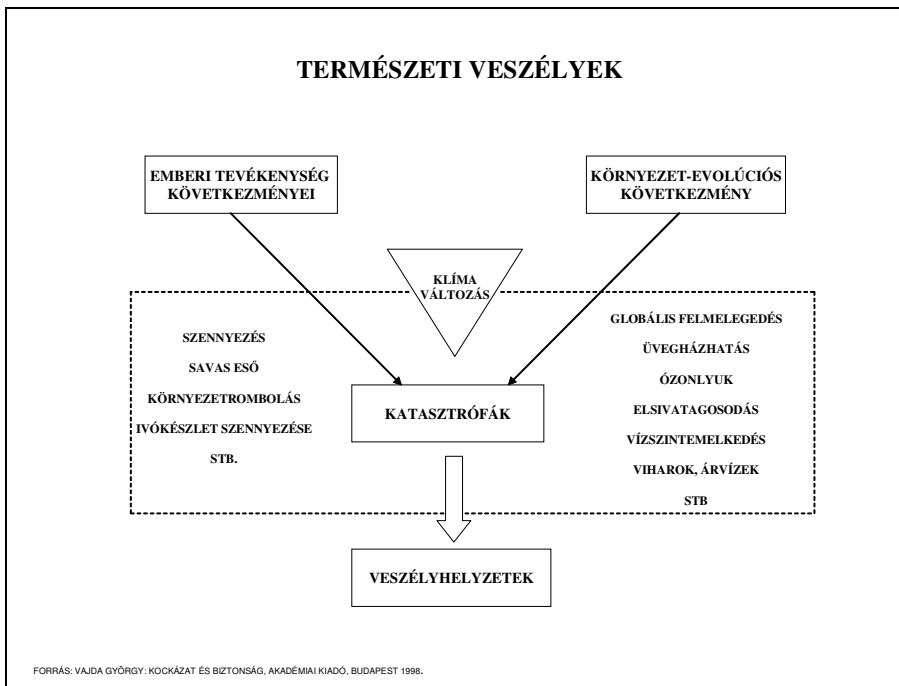 TERMÉSZETI VESZÉLYEK
EMBERI TEVÉKENYSÉG
KÖVETKEZMÉNYEI
KÖRNYEZET-EVOLÚCIÓS
KÖVETKEZMÉNY
KLÍMA
VÁLTOZÁS
SZENNYEZÉS
SAVAS ESŐ
KÖRNYEZETROMBOLÁS
IVÓKÉSZLET SZENNYEZÉSE
STB.
KATASZTRÓFÁK
GLOBÁLIS FELMELEGEDÉS
ÜVEGHÁZHATÁS
ÓZONLYUK
ELSIVATAGOSODÁS
VÍZSZINTEMELKEDÉS
VIHAROK, ÁRVÍZEK
STB
VESZÉLYHELYZETEK
FORRÁS: VAJDA GYÖRGY: KOCKÁZAT ÉS BIZTONSÁG, AKADÉMIAI KIADÓ, BUDAPEST 1998.